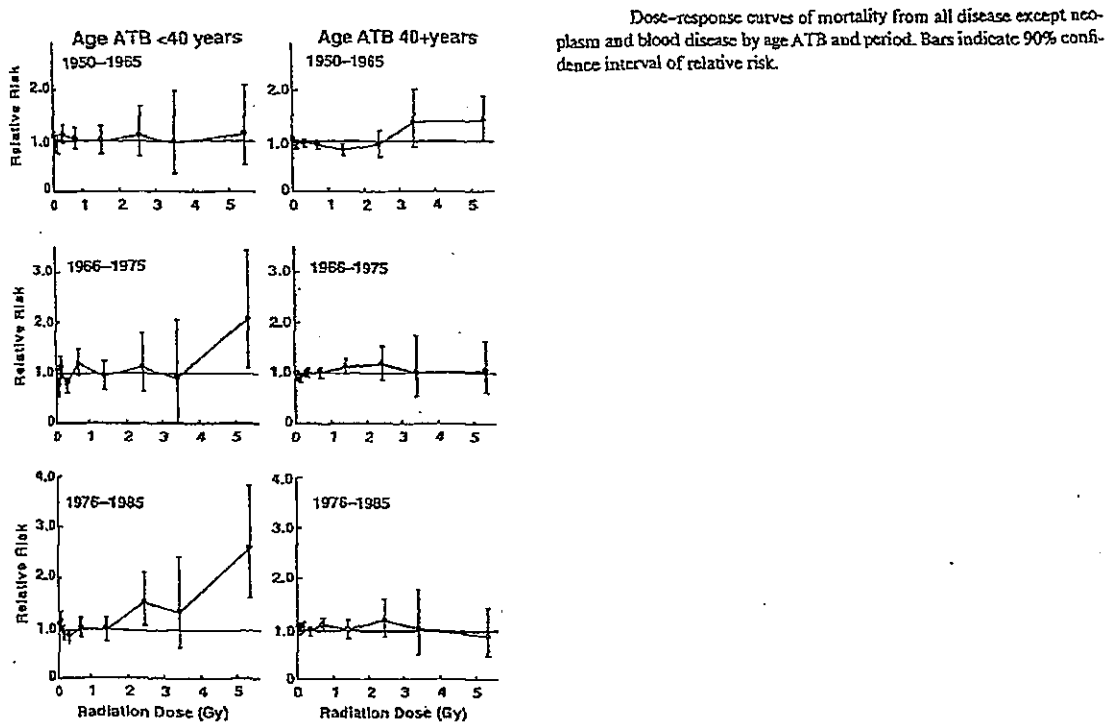 Age ATB <40 years
Age ATB 40+years
Dose–response curves of mortality from all disease except neo-
plasm and blood disease by age ATB and period. Bars indicate 90% confi-
dence interval of relative risk.
1950–1965
1950–1965
Relative Risk
2.0
1.0
0
0 1 2 3 4 5
2.0
1.0
0
0 1 2 3 4 5
1966–1975
1966–1975
Relative Risk
3.0
2.0
1.0
0
0 1 2 3 4 5
3.0
2.0
1.0
0
0 1 2 3 4 5
1976–1985
1976–1985
Relative Risk
4.0
3.0
2.0
1.0
0
0 1 2 3 4 5
Radiation Dose (Gy)
4.0
3.0
2.0
1.0
0
0 1 2 3 4 5
Radiation Dose (Gy)